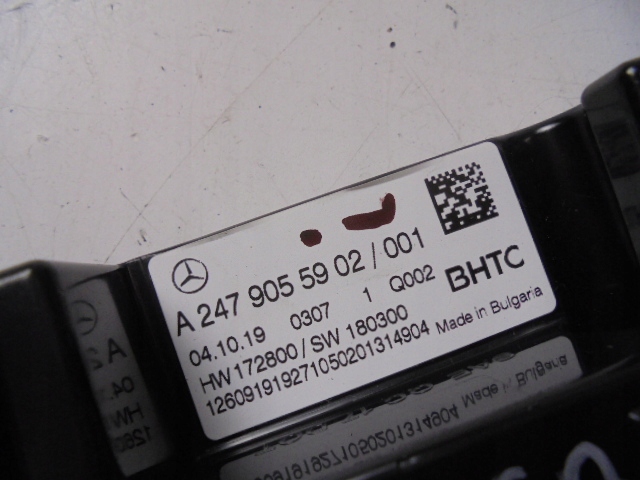 A 247 905 59 02 / 001
04.10.19 0307 1 Q002
BHTC
HW 172800 / SW 180300
Made in Bulgaria
126091919271050201314904